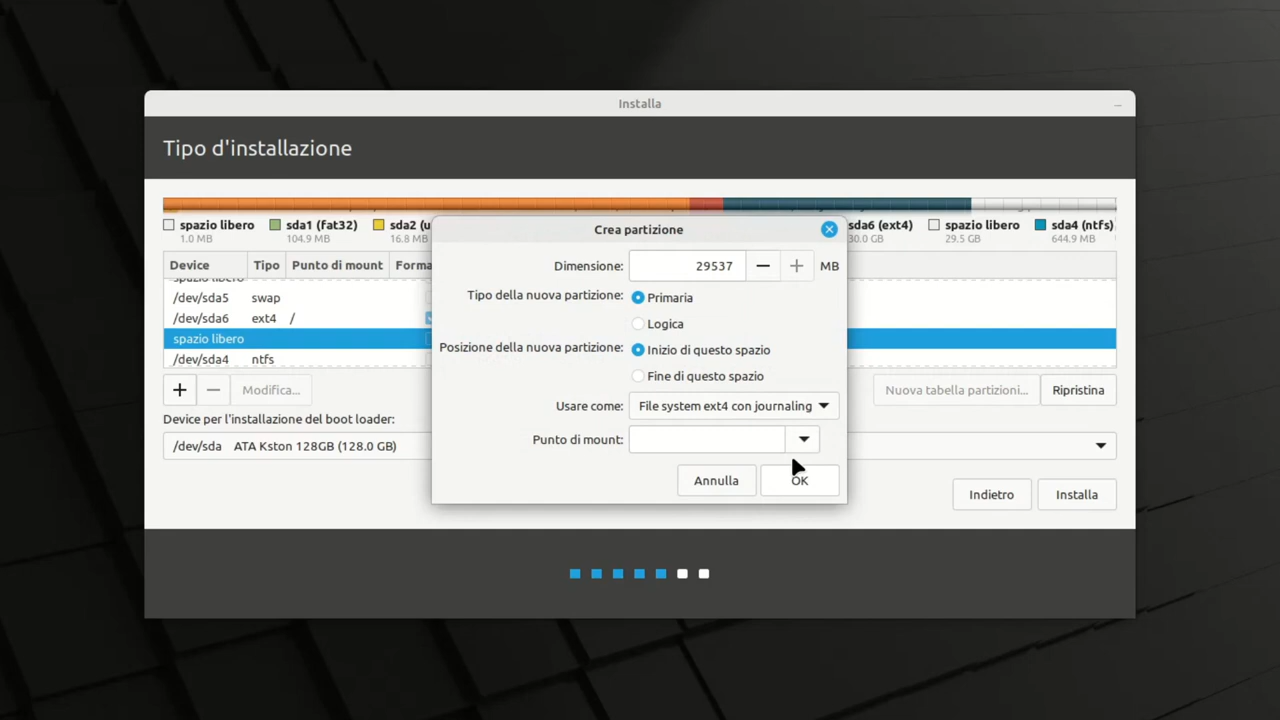 Installa
Tipo d'installazione
spazio libero sda1 (fat32) sda2 (u sda6 (ext4) spazio libero sda4 (ntfs)
1.0 MB 104.9 MB 16.8 MB 30.0 GB 29.5 GB 644.9 MB
Crea partizione
Device Tipo Punto di mount Forma
spazio libero
/dev/sda5 swap
/dev/sda6 ext4 /
spazio libero
/dev/sda4 ntfs
Dimensione: 29537 MB
Tipo della nuova partizione: Primaria
Logica
Posizione della nuova partizione: Inizio di questo spazio
Fine di questo spazio
Usare come: File system ext4 con journaling
Punto di mount:
Annulla OK
+ − Modifica... Nuova tabella partizioni... Ripristina
Device per l'installazione del boot loader:
/dev/sda ATA Kston 128GB (128.0 GB)
Indietro Installa